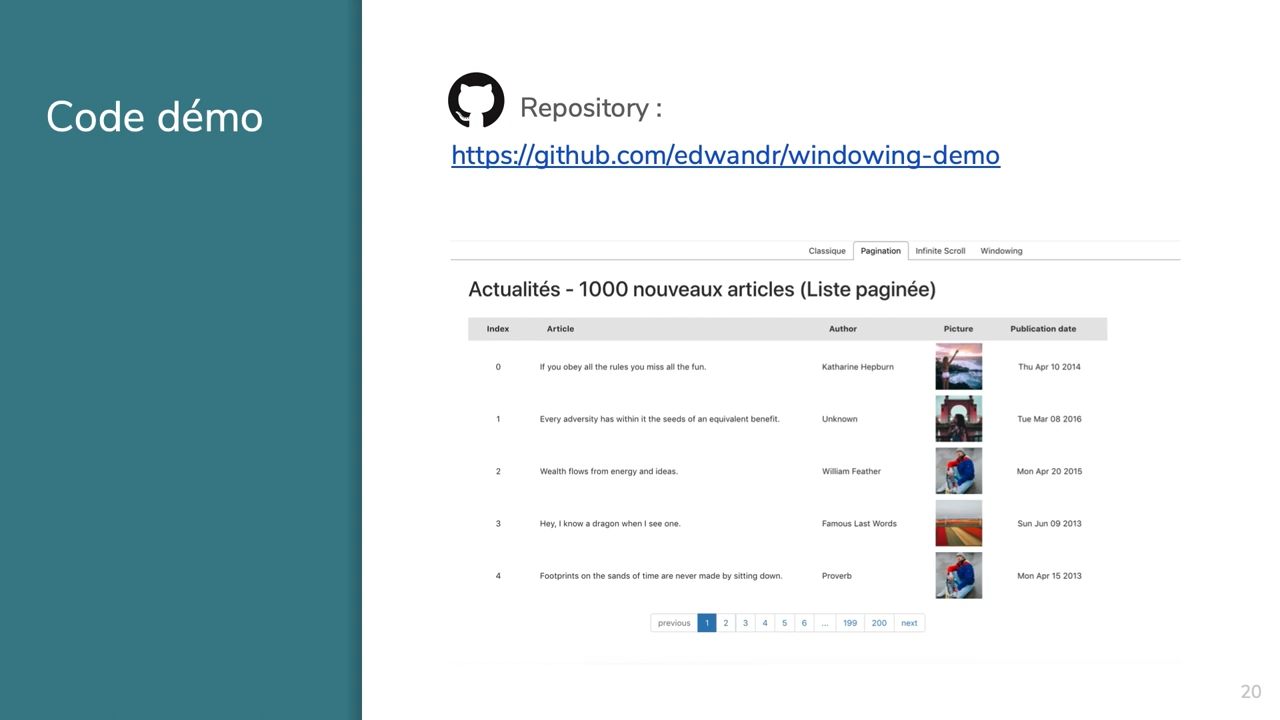 Code démo
Repository :
https://github.com/edwandr/windowing-demo
Classique Pagination Infinite Scroll Windowing
Actualités - 1000 nouveaux articles (Liste paginée)
Index Article Author Picture Publication date
0 If you obey all the rules you miss all the fun. Katharine Hepburn Thu Apr 10 2014
1 Every adversity has within it the seeds of an equivalent benefit. Unknown Tue Mar 08 2016
2 Wealth flows from energy and ideas. William Feather Mon Apr 20 2015
3 Hey, I know a dragon when I see one. Famous Last Words Sun Jun 09 2013
4 Footprints on the sands of time are never made by sitting down. Proverb Mon Apr 15 2013
previous 1 2 3 4 5 6 ... 199 200 next
20